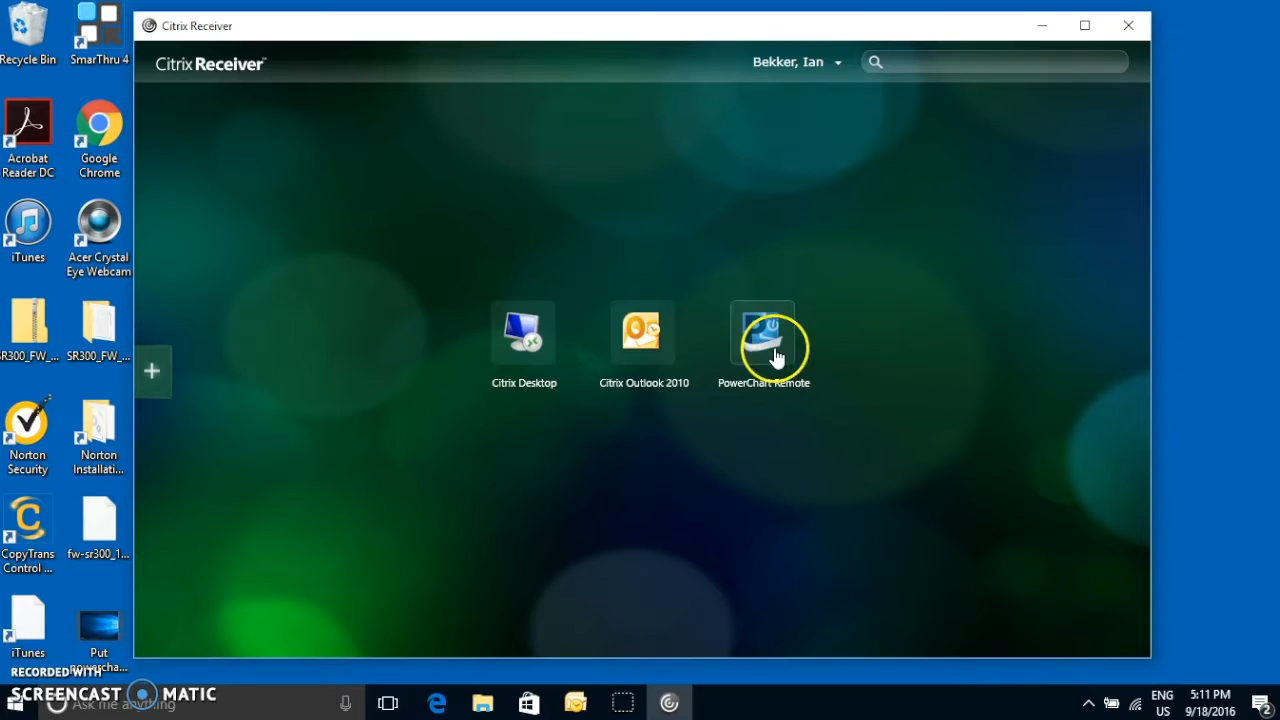 Citrix Receiver
Citrix Receiver™
Bekker, Ian
Recycle Bin
SmarThru 4
Acrobat
Reader DC
Google
Chrome
iTunes
Acer Crystal
Eye Webcam
SR300_FW_...
SR300_FW_...
Norton
Security
Norton
Installati...
CopyTrans
Control ...
fw-sr300_1...
iTunes
Put
powercha...
Citrix Desktop
Citrix Outlook 2010
PowerChart Remote
RECORDED WITH
SCREENCAST MATIC
Ask me anything
ENG
US
5:11 PM
9/18/2016
2